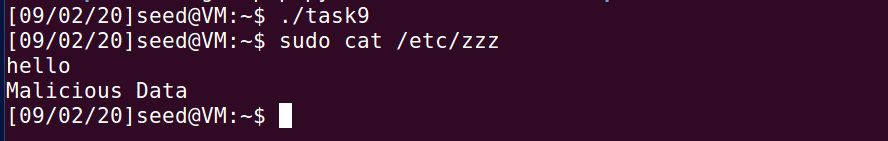 [09/02/20]seed@VM:~$ ./task9
[09/02/20]seed@VM:~$ sudo cat /etc/zzz
hello
Malicious Data
[09/02/20]seed@VM:~$